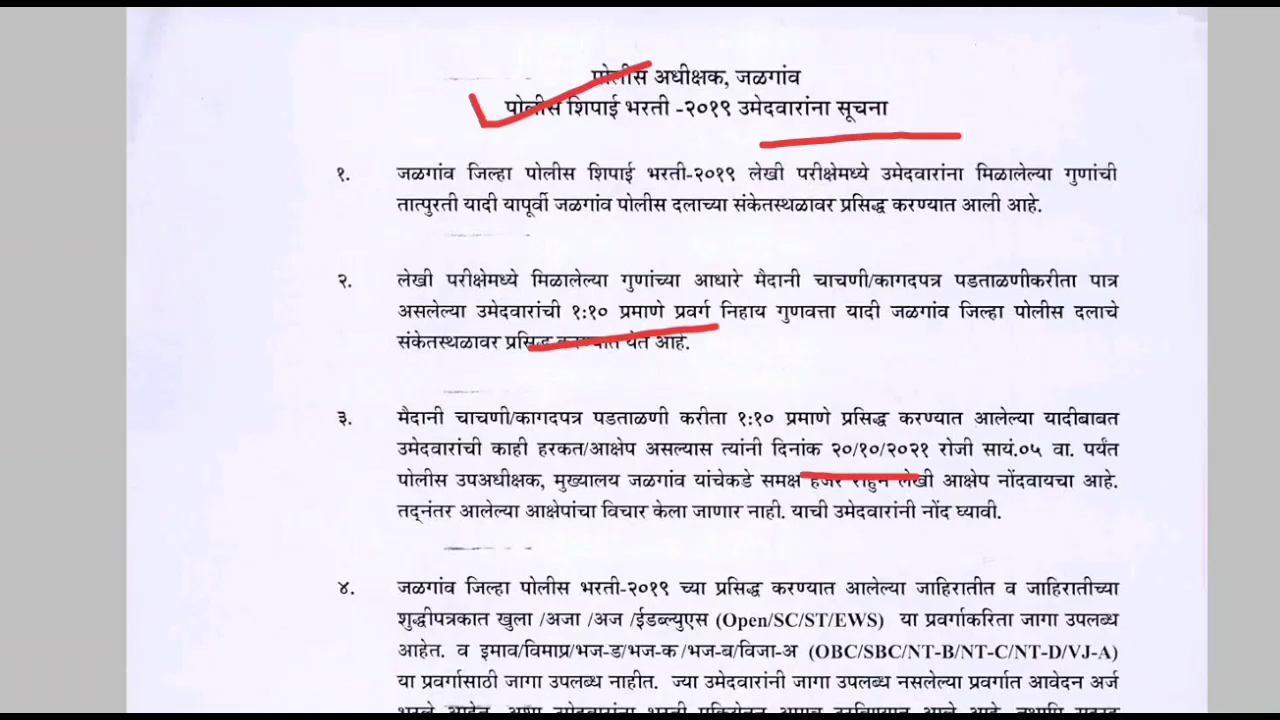 पोलीस अधीक्षक, जळगांव
पोलीस शिपाई भरती -२०१९ उमेदवारांना सूचना
१. जळगांव जिल्हा पोलीस शिपाई भरती-२०१९ लेखी परीक्षेमध्ये उमेदवारांना मिळालेल्या गुणांची
तात्पुरती यादी यापूर्वी जळगांव पोलीस दलाच्या संकेतस्थळावर प्रसिद्ध करण्यात आली आहे.
२. लेखी परीक्षेमध्ये मिळालेल्या गुणांच्या आधारे मैदानी चाचणी/कागदपत्र पडताळणीकरीता पात्र
असलेल्या उमेदवारांची १:१० प्रमाणे प्रवर्ग निहाय गुणवत्ता यादी जळगांव जिल्हा पोलीस दलाचे
संकेतस्थळावर प्रसिद्ध करण्यात येत आहे.
३. मैदानी चाचणी/कागदपत्र पडताळणी करीता १:१० प्रमाणे प्रसिद्ध करण्यात आलेल्या यादीबाबत
उमेदवारांची काही हरकत/आक्षेप असल्यास त्यांनी दिनांक २०/१०/२०२१ रोजी सायं.०५ वा. पर्यंत
पोलीस उपअधीक्षक, मुख्यालय जळगांव यांचेकडे समक्ष हजर राहुन लेखी आक्षेप नोंदवायचा आहे.
तद्नंतर आलेल्या आक्षेपांचा विचार केला जाणार नाही. याची उमेदवारांनी नोंद घ्यावी.
४. जळगांव जिल्हा पोलीस भरती-२०१९ च्या प्रसिद्ध करण्यात आलेल्या जाहिरातीत व जाहिरातीच्या
शुद्धीपत्रकात खुला /अजा /अज /ईडब्ल्युएस (Open/SC/ST/EWS) या प्रवर्गाकरिता जागा उपलब्ध
आहेत. व इमाव/विमाप्र/भज-ड/भज-क /भज-ब/विजा-अ (OBC/SBC/NT-B/NT-C/NT-D/VJ-A)
या प्रवर्गासाठी जागा उपलब्ध नाहीत. ज्या उमेदवारांनी जागा उपलब्ध नसलेल्या प्रवर्गात आवेदन अर्ज